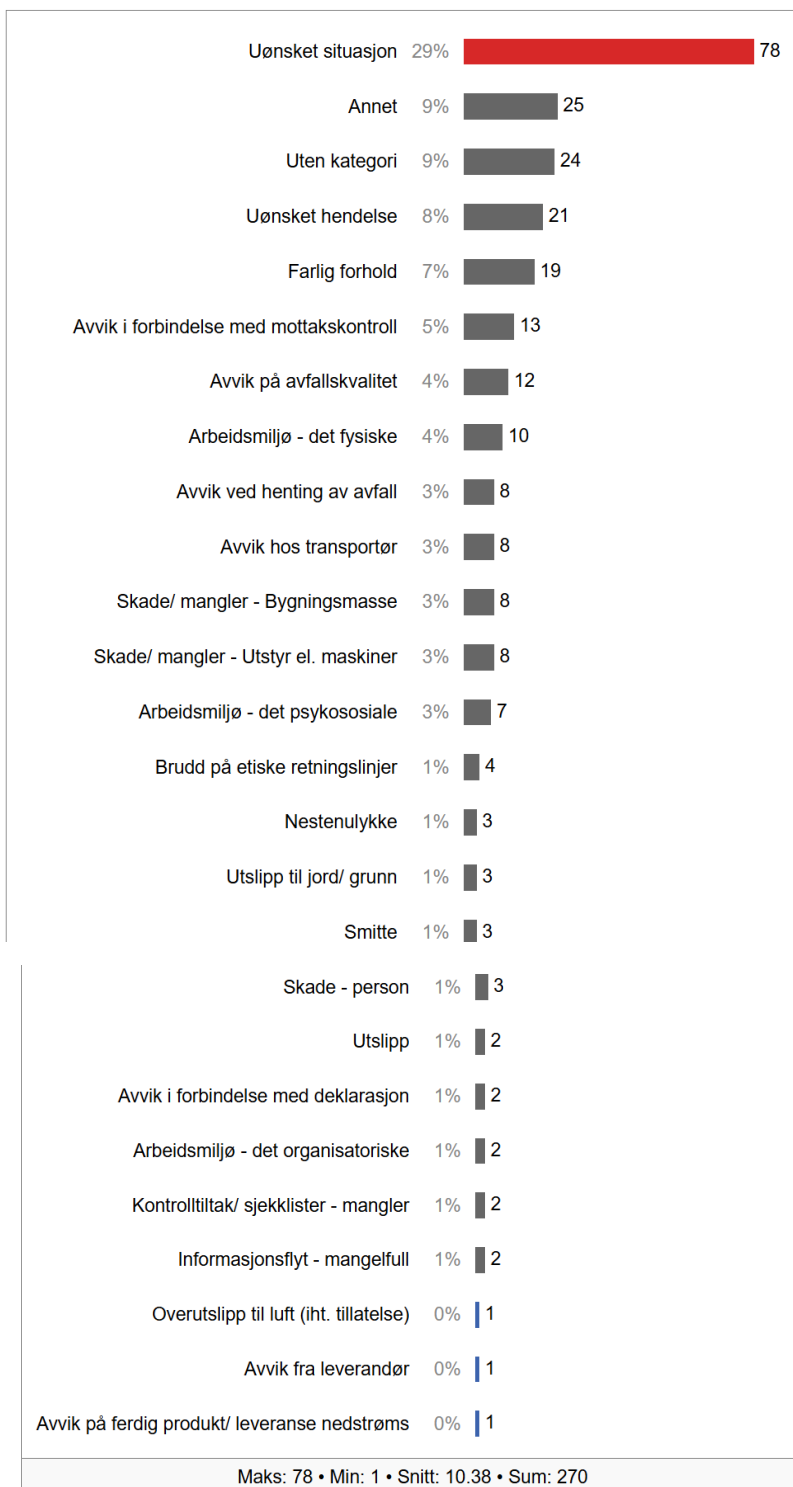 Uønsket situasjon 29% 78
Annet 9% 25
Uten kategori 9% 24
Uønsket hendelse 8% 21
Farlig forhold 7% 19
Avvik i forbindelse med mottakskontroll 5% 13
Avvik på avfallskvalitet 4% 12
Arbeidsmiljø - det fysiske 4% 10
Avvik ved henting av avfall 3% 8
Avvik hos transportør 3% 8
Skade/ mangler - Bygningsmasse 3% 8
Skade/ mangler - Utstyr el. maskiner 3% 8
Arbeidsmiljø - det psykososiale 3% 7
Brudd på etiske retningslinjer 1% 4
Nestenulykke 1% 3
Utslipp til jord/ grunn 1% 3
Smitte 1% 3
Skade - person 1% 3
Utslipp 1% 2
Avvik i forbindelse med deklarasjon 1% 2
Arbeidsmiljø - det organisatoriske 1% 2
Kontrolltiltak/ sjekklister - mangler 1% 2
Informasjonsflyt - mangelfull 1% 2
Overutslipp til luft (iht. tillatelse) 0% 1
Avvik fra leverandør 0% 1
Avvik på ferdig produkt/ leveranse nedstrøms 0% 1
Maks: 78 • Min: 1 • Snitt: 10.38 • Sum: 270